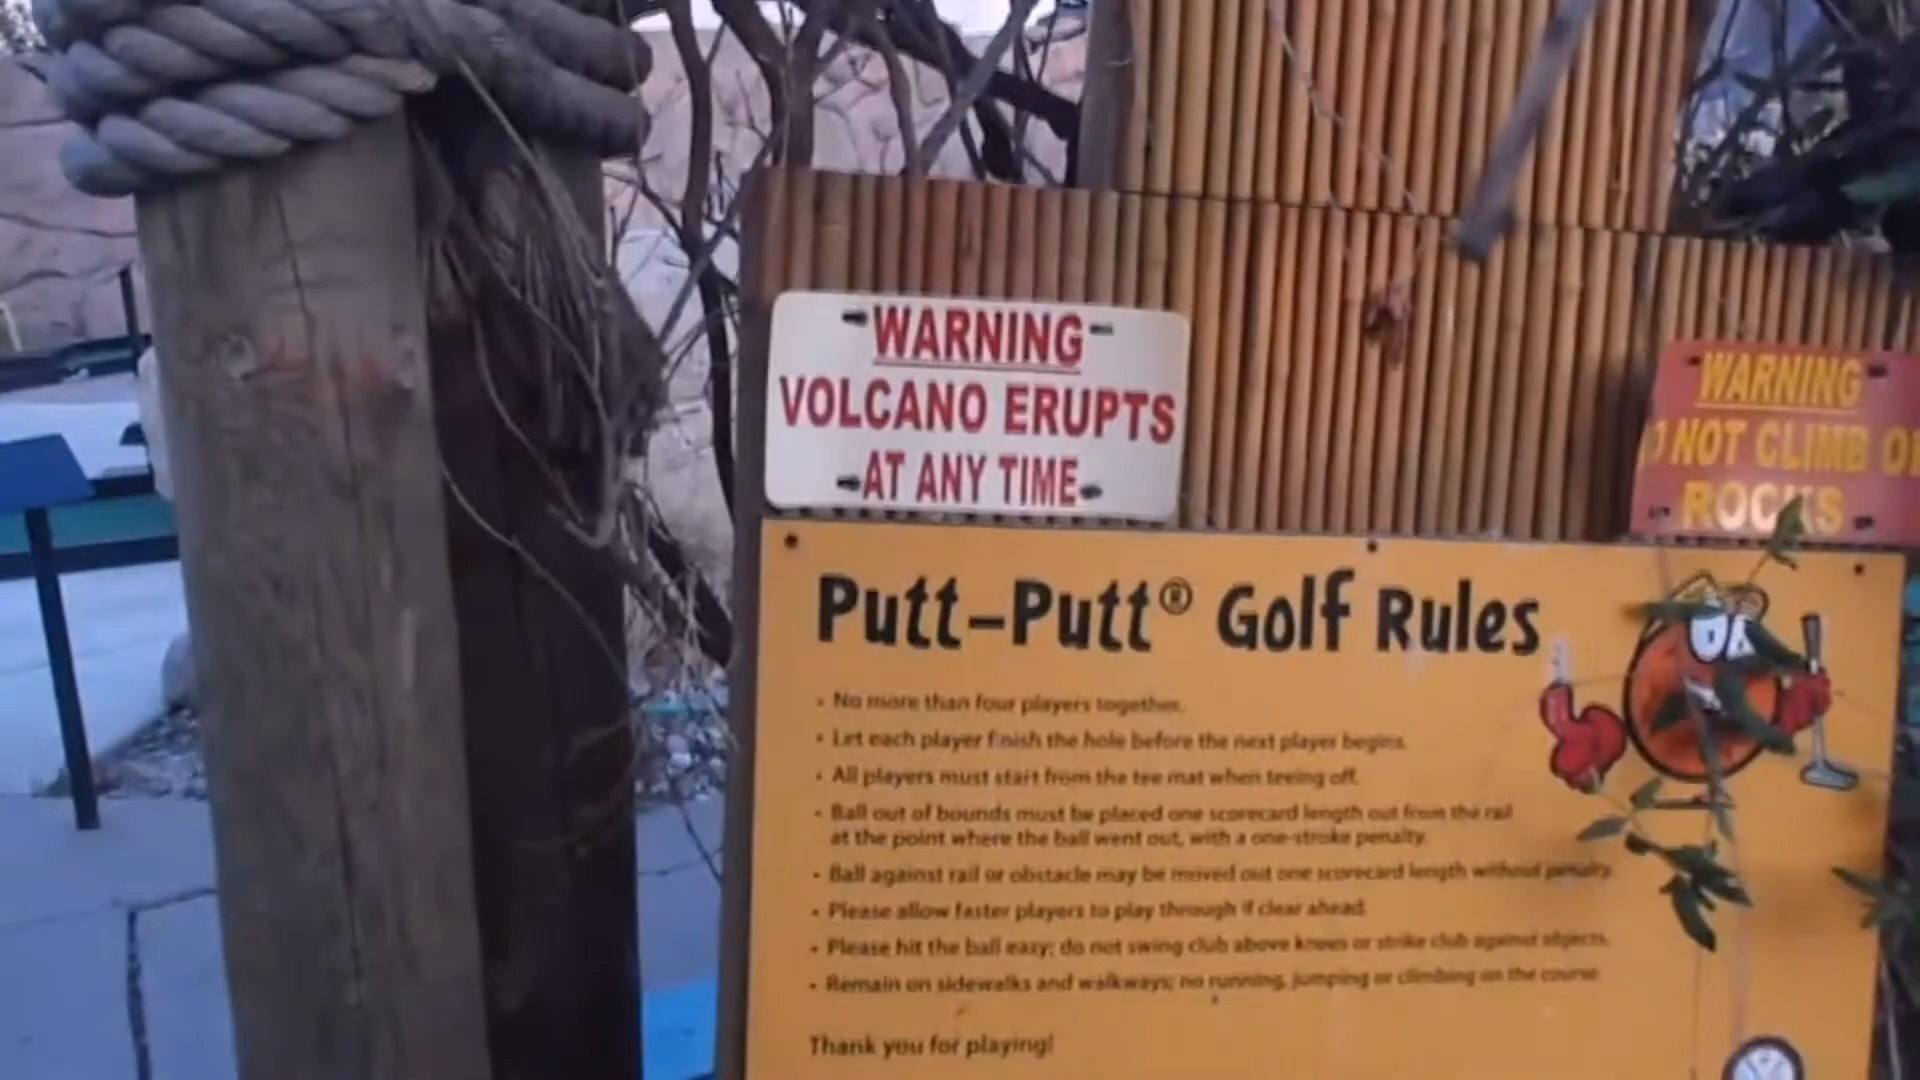 WARNING
VOLCANO ERUPTS
AT ANY TIME
WARNING
NOT CLIMB
ROCKS
Putt-Putt® Golf Rules
• No more than four players together.
• Let each player finish the hole before the next player begins.
• All players must start from the tee mat when teeing off.
• Ball out of bounds must be placed one scorecard length out from the rail
at the point where the ball went out, with a one-stroke penalty.
• Ball against rail or obstacle may be moved out one scorecard length without penalty.
• Please allow faster players to play through if clear ahead.
• Please hit the ball easy; do not swing club above knees or strike club against objects.
• Remain on sidewalks and walkways; no running, jumping or climbing on the course.
Thank you for playing!